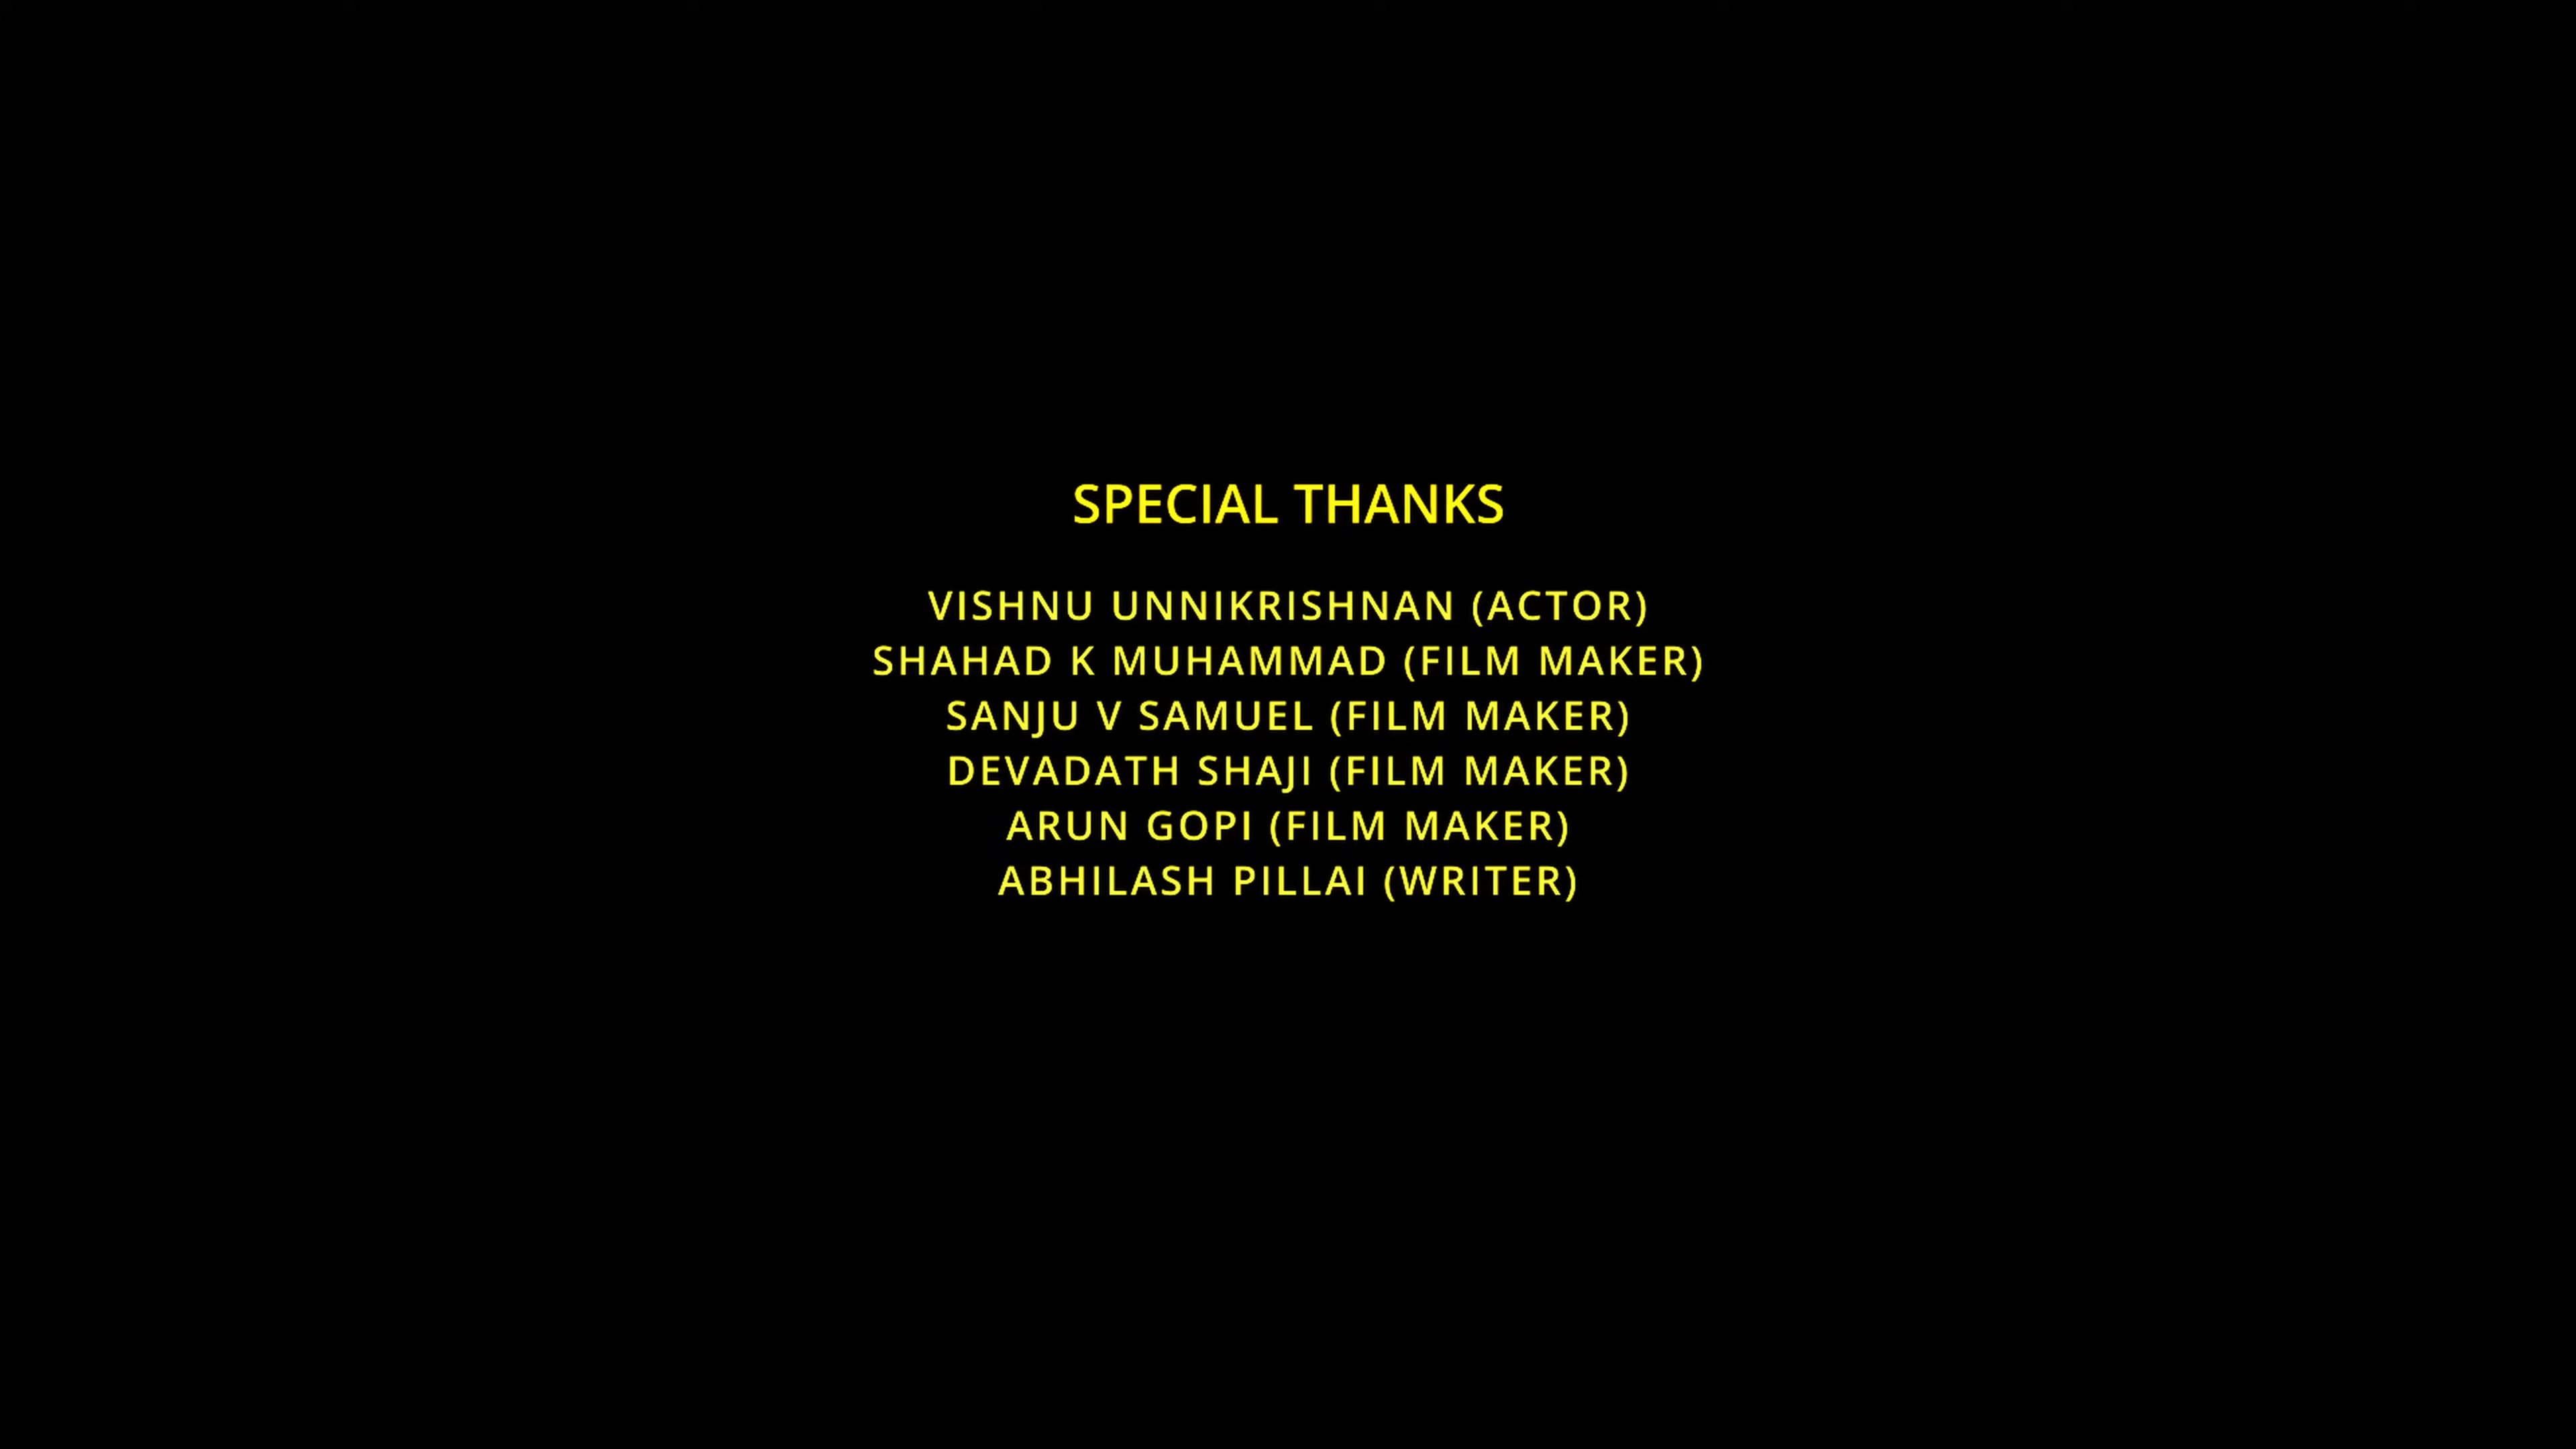 SPECIAL THANKS
VISHNU UNNIKRISHNAN (ACTOR)
SHAHAD K MUHAMMAD (FILM MAKER)
SANJU V SAMUEL (FILM MAKER)
DEVADATH SHAJI (FILM MAKER)
ARUN GOPI (FILM MAKER)
ABHILASH PILLAI (WRITER)